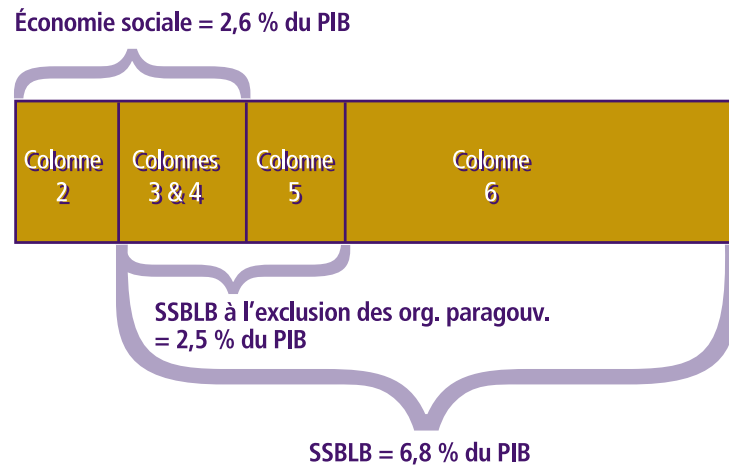 Économie sociale = 2,6 % du PIB
Colonne
2
Colonnes
3 & 4
Colonne
5
Colonne
6
SSBLB à l'exclusion des org. paragouv.
= 2,5 % du PIB
SSBLB = 6,8 % du PIB